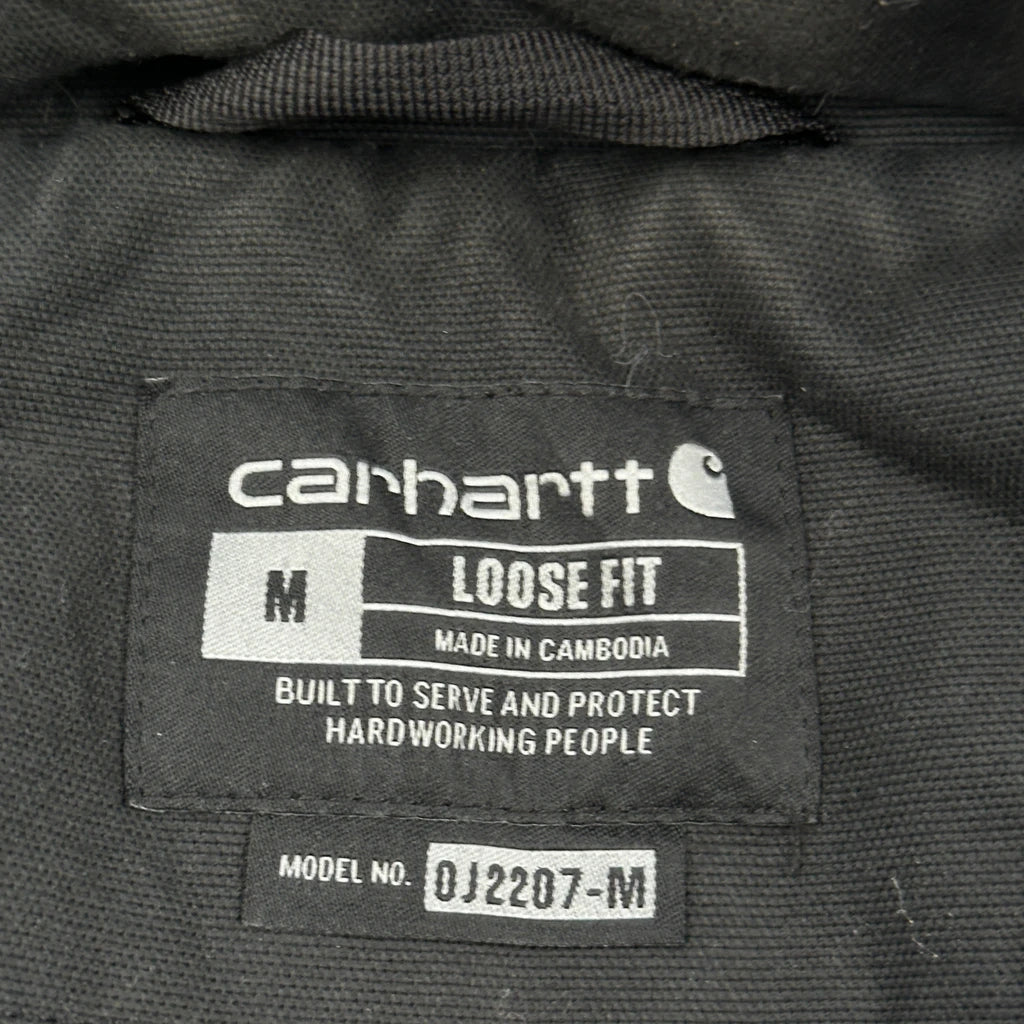 carhartt
M
LOOSE FIT
MADE IN CAMBODIA
BUILT TO SERVE AND PROTECT
HARDWORKING PEOPLE
MODEL NO. OJ2207-M